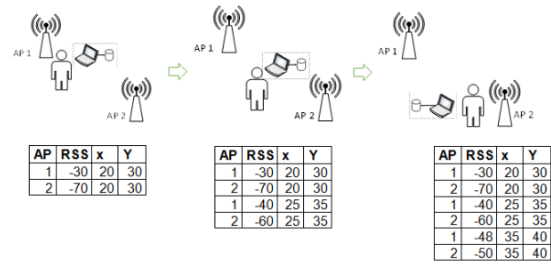 AP 1
AP 2
AP 1
AP 2
AP 1
AP 2
AP RSS x Y
1 -30 20 30
2 -70 20 30
AP RSS x Y
1 -30 20 30
2 -70 20 30
1 -40 25 35
2 -60 25 35
AP RSS x Y
1 -30 20 30
2 -70 20 30
1 -40 25 35
2 -60 25 35
1 -48 35 40
2 -50 35 40